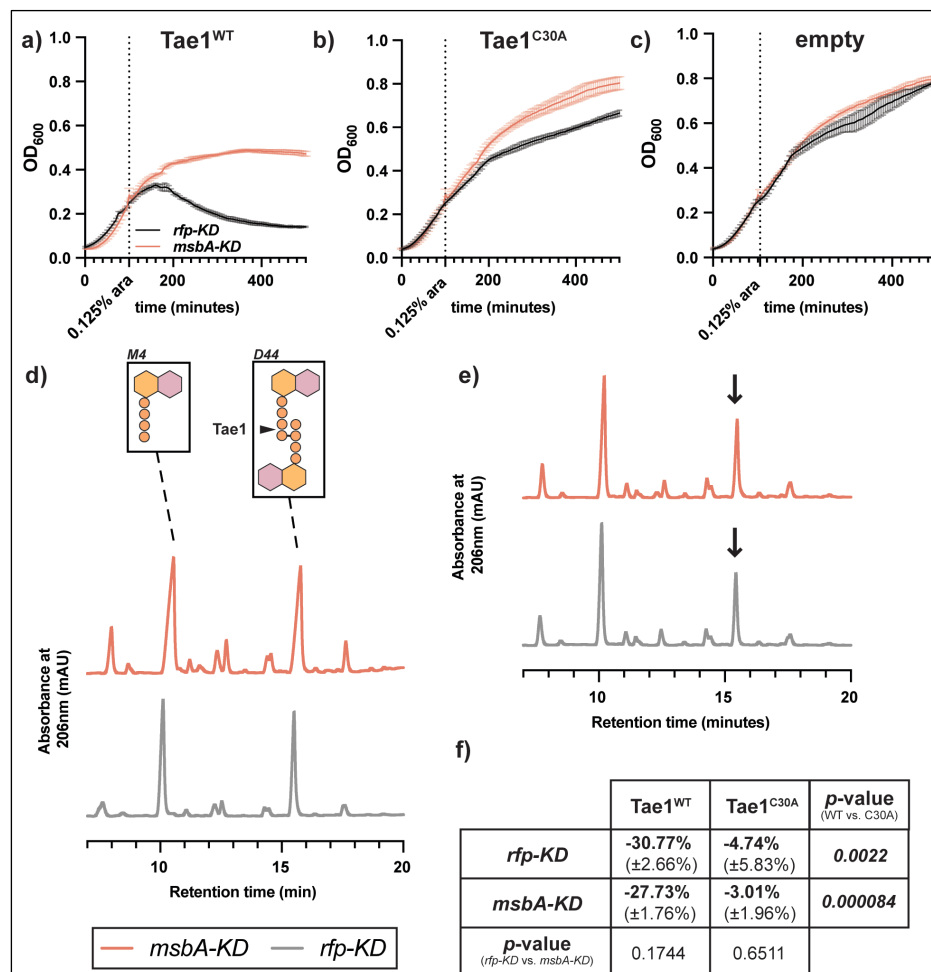 a) Tae1WT
b) Tae1C30A
c) empty
OD600
1.0
0.8
0.6
0.4
0.2
0.0
rfp-KD
msbA-KD
0
200
400
0.125% ara
time (minutes)
OD600
1.0
0.8
0.6
0.4
0.2
0.0
0
200
400
0.125% ara
time (minutes)
OD600
1.0
0.8
0.6
0.4
0.2
0.0
0
200
400
0.125% ara
time (minutes)
d)
M4
D44
Tae1
Absorbance at
206nm (mAU)
10
15
20
Retention time (min)
msbA-KD
rfp-KD
e)
Absorbance at
206nm (mAU)
10
15
20
Retention time (minutes)
f)
Tae1WT Tae1C30A p-value
(WT vs. C30A)
rfp-KD -30.77% (±2.66%) -4.74% (±5.83%) 0.0022
msbA-KD -27.73% (±1.76%) -3.01% (±1.96%) 0.000084
p-value (rfp-KD vs. msbA-KD) 0.1744 0.6511